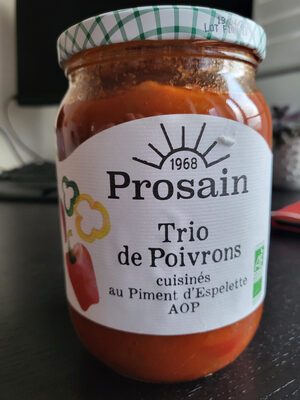 1968
Prosain
Trio
de Poivrons
cuisinés
au Piment d'Espelette
AOP